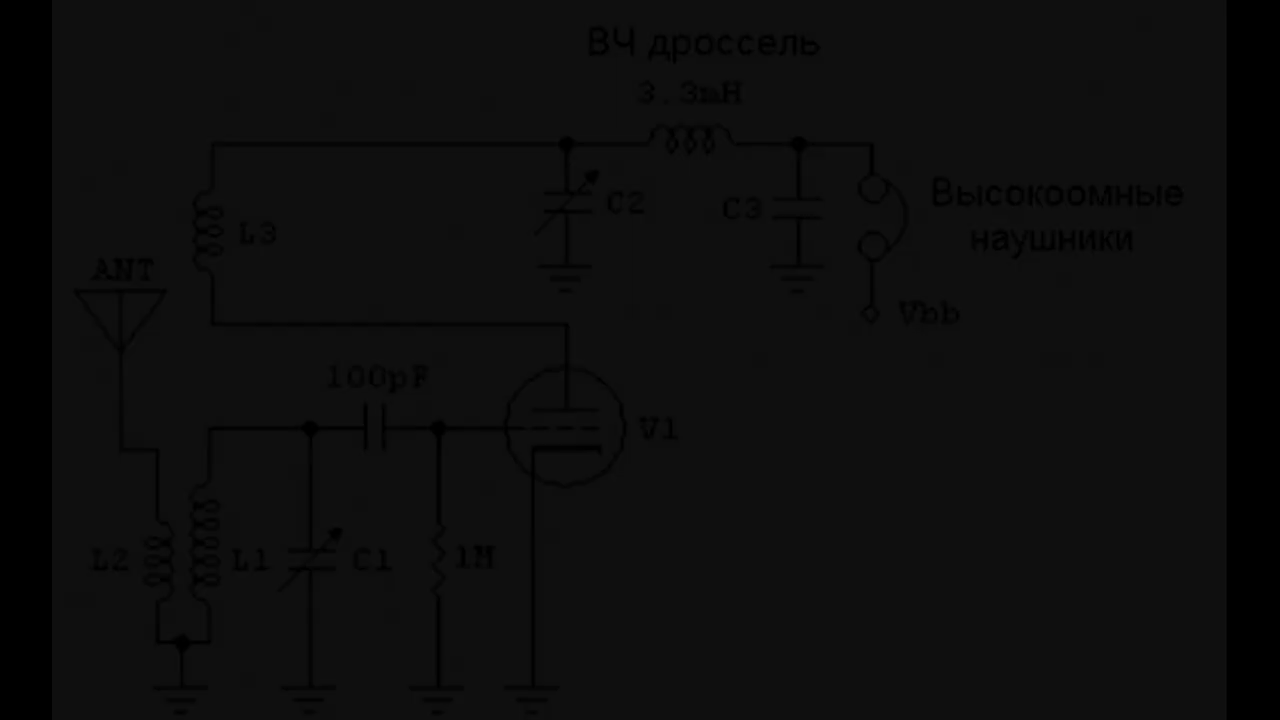 ВЧ дроссель
3.3mH
C2
C3
Высокоомные
наушники
L3
ANT
Vbb
100pF
V1
L2
L1
C1
1M